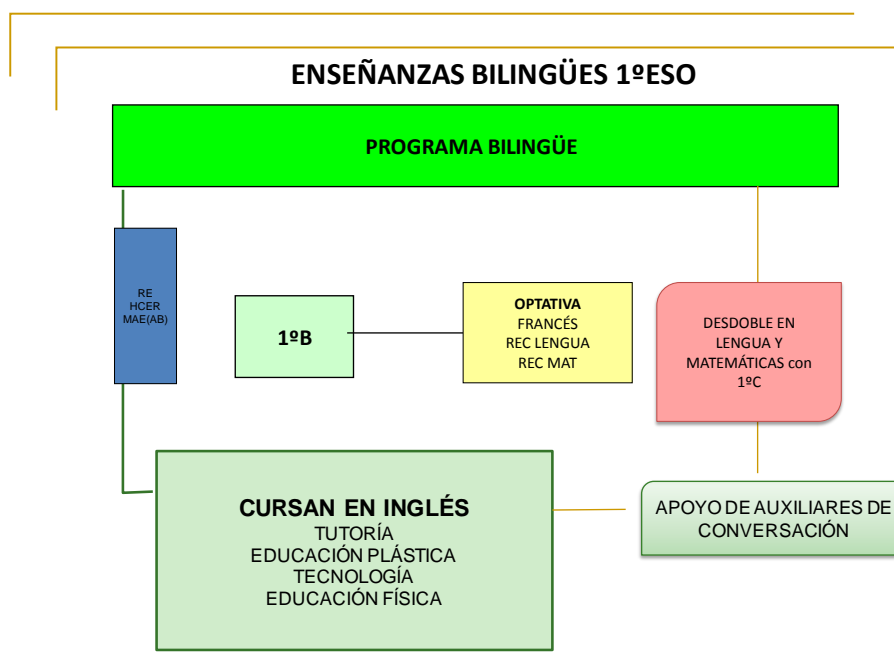 ENSEÑANZAS BILINGÜES 1ºESO
PROGRAMA BILINGÜE
RE
HCER
MAE(AB)
1ºB
OPTATIVA
FRANCÉS
REC LENGUA
REC MAT
DESDOBLE EN
LENGUA Y
MATEMÁTICAS con
1ºC
CURSAN EN INGLÉS
TUTORÍA
EDUCACIÓN PLÁSTICA
TECNOLOGÍA
EDUCACIÓN FÍSICA
APOYO DE AUXILIARES DE
CONVERSACIÓN